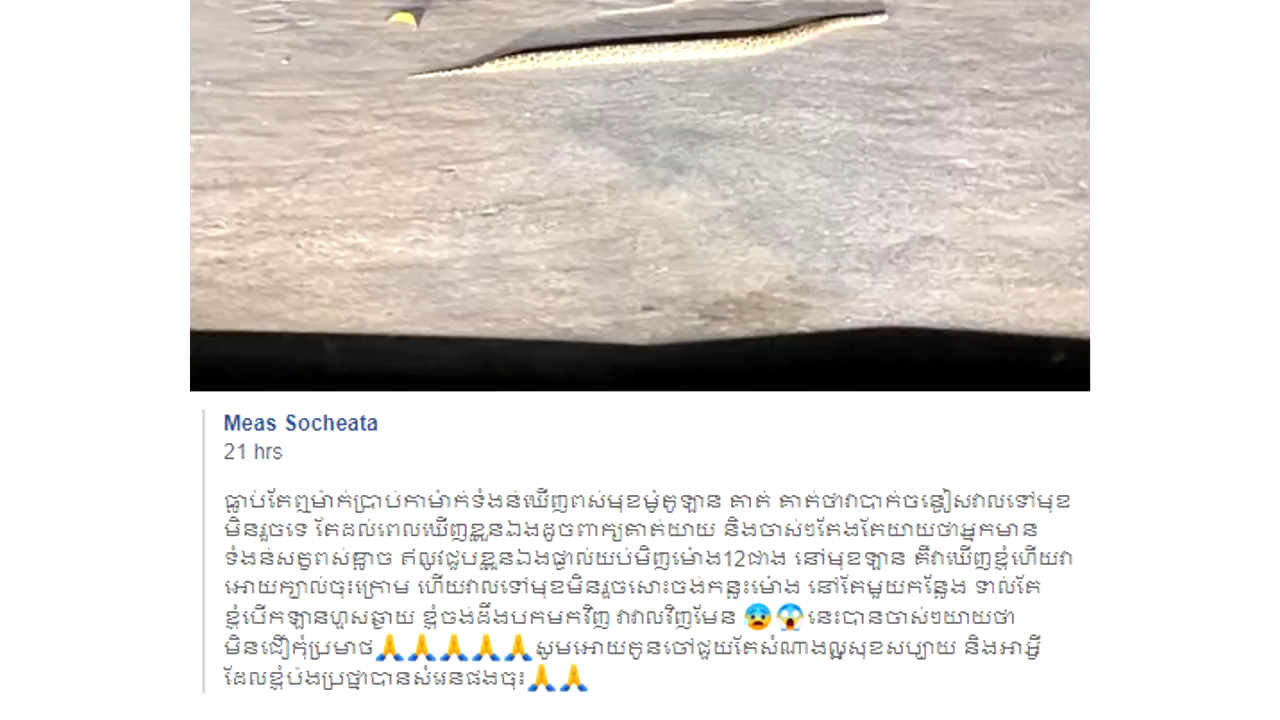 Meas Socheata
21 hrs
ធ្លាប់តែឮម៉ាក់ប្រាប់កាម៉ាក់ទំងន់ឃើញពស់មុខម៉ូតូឡាន គាត់ គាត់ថាវាបាក់ចន្ទៀសវាលទៅមុខ
មិនរួចទេ តែដល់ពេលឃើញខ្លួនឯងដូចពាក្យគាត់យាយ និងចាស់ៗតែងតែយាយថាអ្នកមាន
ទំងន់សត្វពស់ខ្លាច ឥលូវជួបខ្លួនឯងផ្ទាល់យប់មិញម៉ោង12ជាង នៅមុខឡាន គឺវាឃើញខ្ញុំហើយវា
អោយក្បាល់ចុះក្រោម ហើយវាលទៅមុខមិនរួចសោះចង់កន្លះម៉ោង នៅតែមួយកន្លែង ទាល់តែ
ខ្ញុំបើកឡានហួសឆ្ងាយ ខ្ញុំចង់ដឹងបកមកវិញ វាវាលវិញមែន 😰😱នេះបានចាស់ៗយាយថា
មិនជឿកុំប្រមាថ🙏🙏🙏🙏🙏សូមអោយកូនចៅជួយតែសំណាងល្អសុខសប្បាយ និងអាអ្វី
ដែលខ្ញុំប៉ងប្រថ្នាបានសំរេនផងចុះ🙏🙏